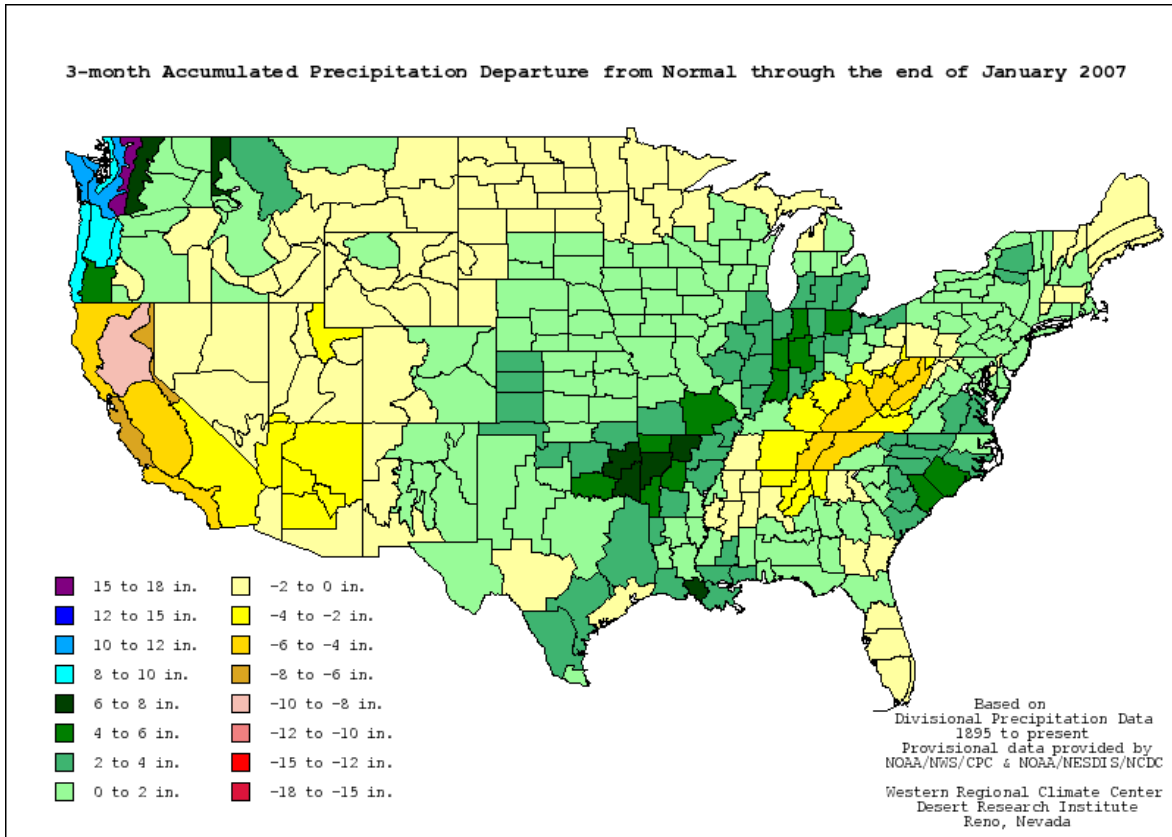 3-month Accumulated Precipitation Departure from Normal through the end of January 2007
15 to 18 in.
12 to 15 in.
10 to 12 in.
8 to 10 in.
6 to 8 in.
4 to 6 in.
2 to 4 in.
0 to 2 in.
-2 to 0 in.
-4 to -2 in.
-6 to -4 in.
-8 to -6 in.
-10 to -8 in.
-12 to -10 in.
-15 to -12 in.
-18 to -15 in.
Based on
Divisional Precipitation Data
1895 to present
Provisional data provided by
NOAA/NWS/CPC & NOAA/NESDIS/NCDC
Western Regional Climate Center
Desert Research Institute
Reno, Nevada